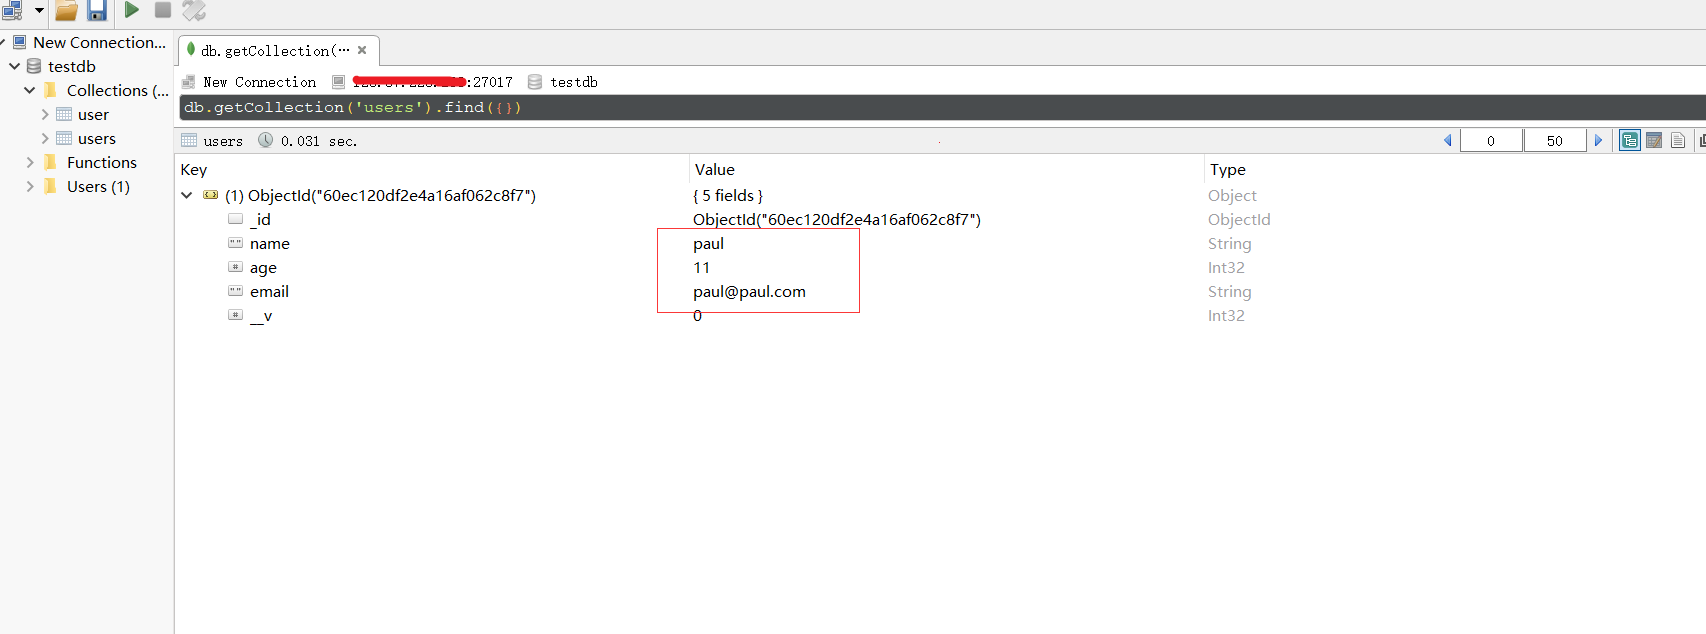 New Connection...
testdb
Collections (...
user
users
Functions
Users (1)
db.getCollection(···
New Connection :27017 testdb
db.getCollection('users').find({})
users 0.031 sec.
0 50
Key Value Type
(1) ObjectId("60ec120df2e4a16af062c8f7") { 5 fields } Object
_id ObjectId("60ec120df2e4a16af062c8f7") ObjectId
name paul String
age 11 Int32
email paul@paul.com String
__v 0 Int32